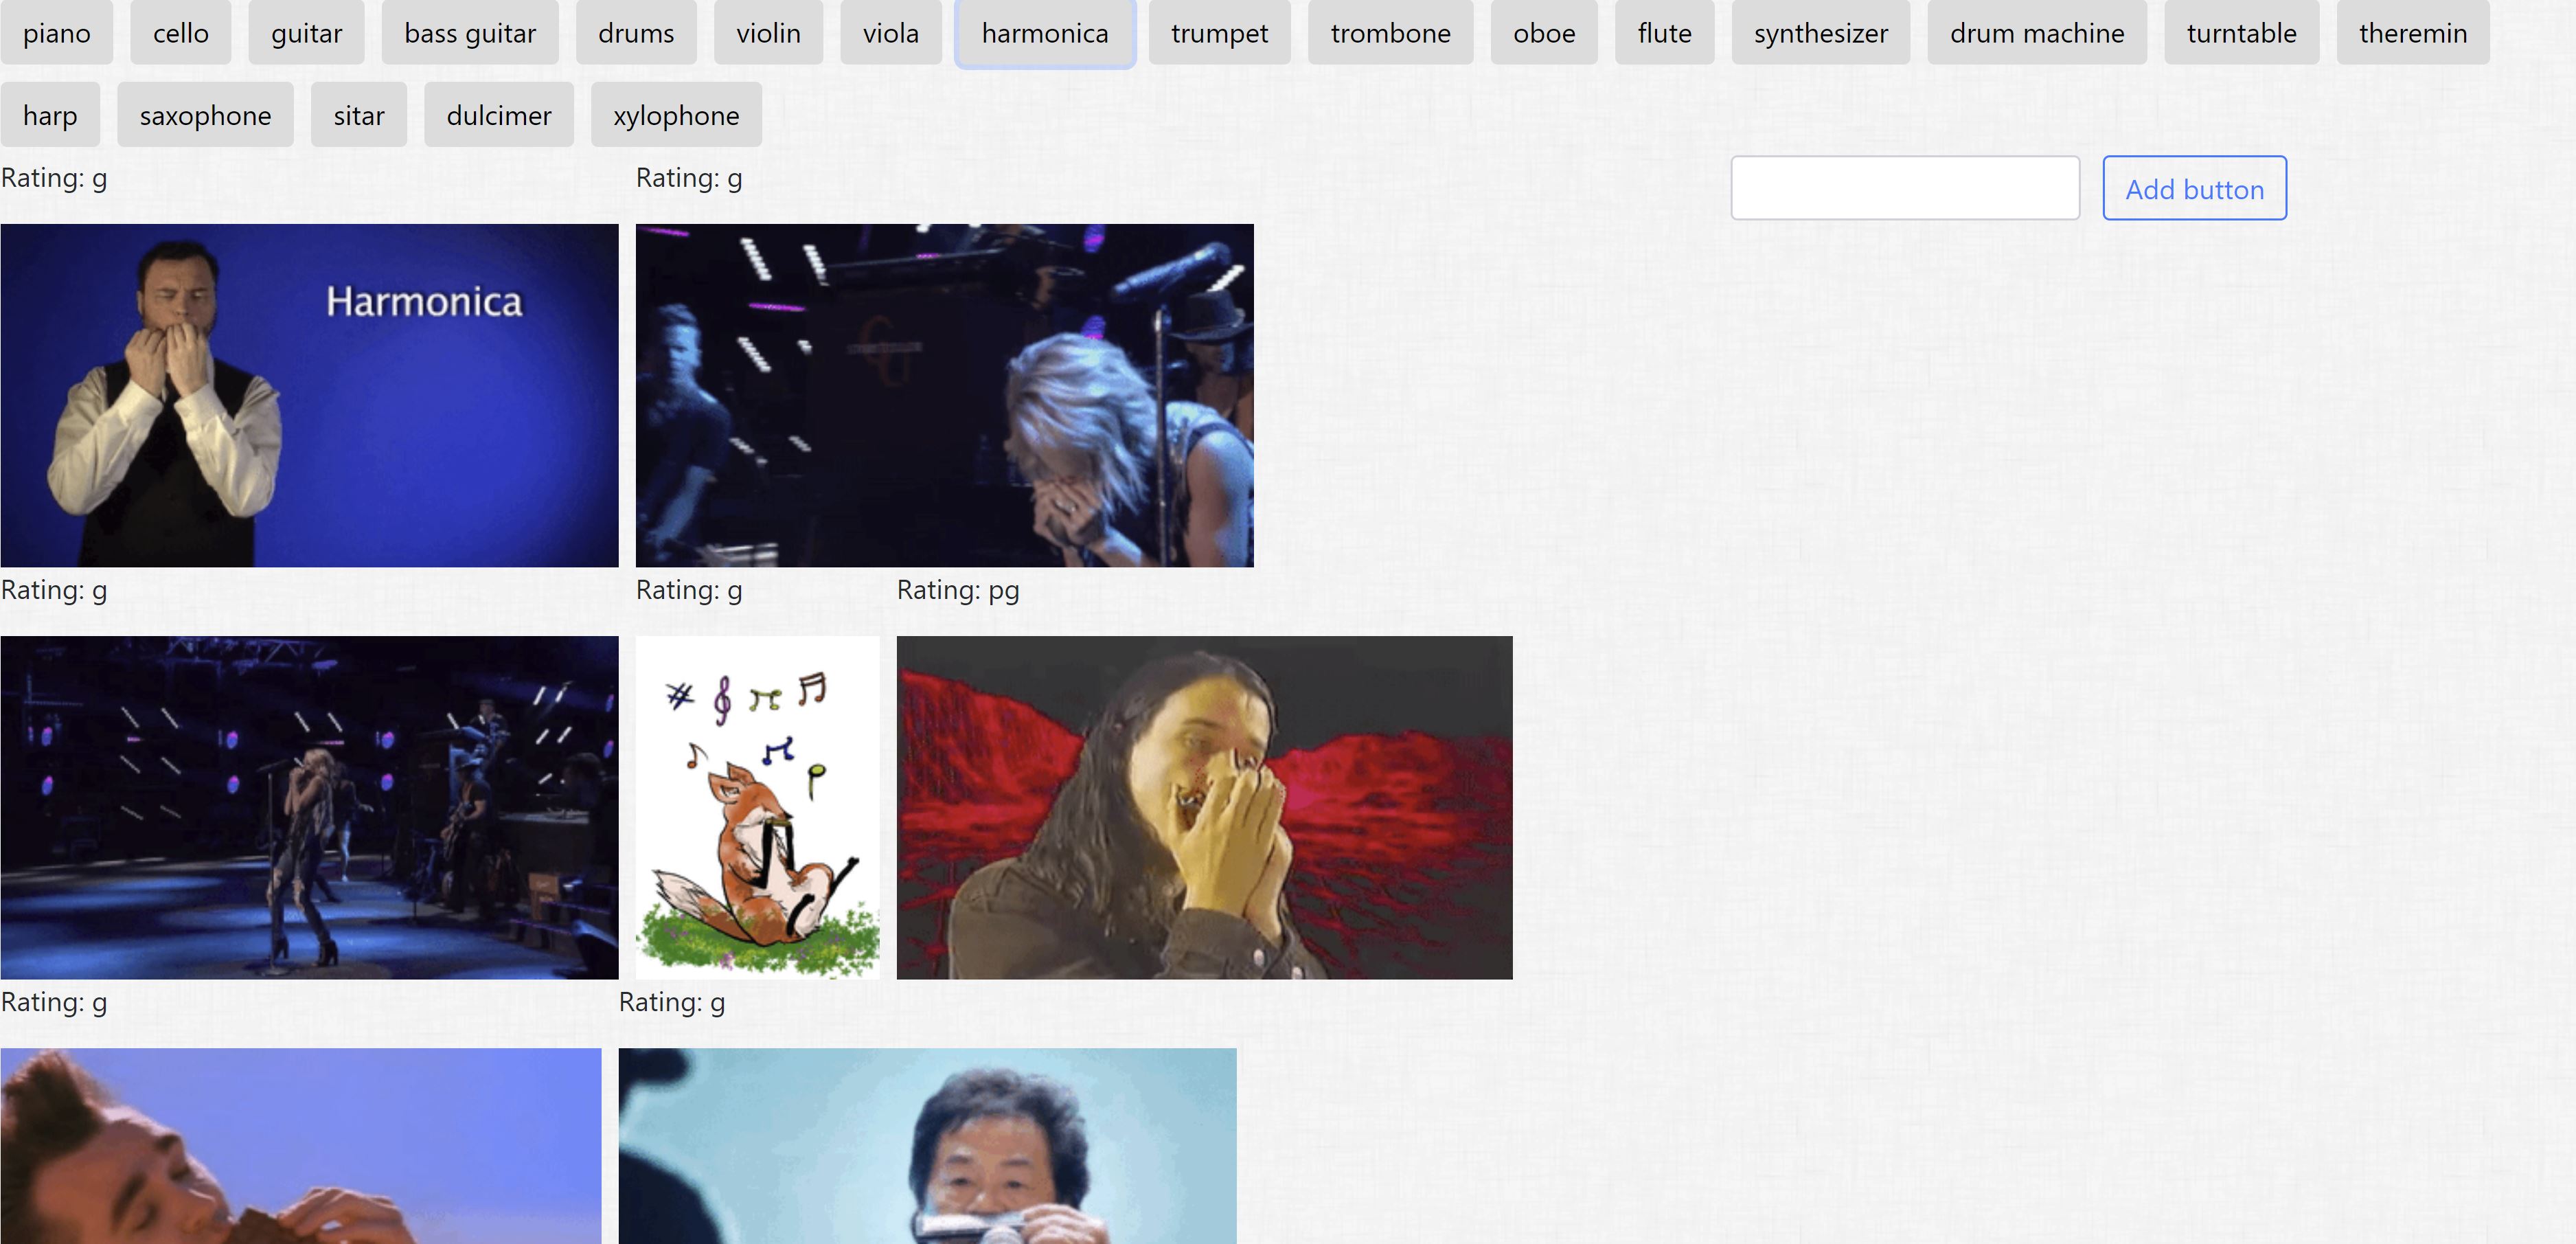 piano cello guitar bass guitar drums violin viola harmonica trumpet trombone oboe flute synthesizer drum machine turntable theremin
harp saxophone sitar dulcimer xylophone
Rating: g Rating: g
Add button
Harmonica
Rating: g Rating: g Rating: pg
Rating: g Rating: g